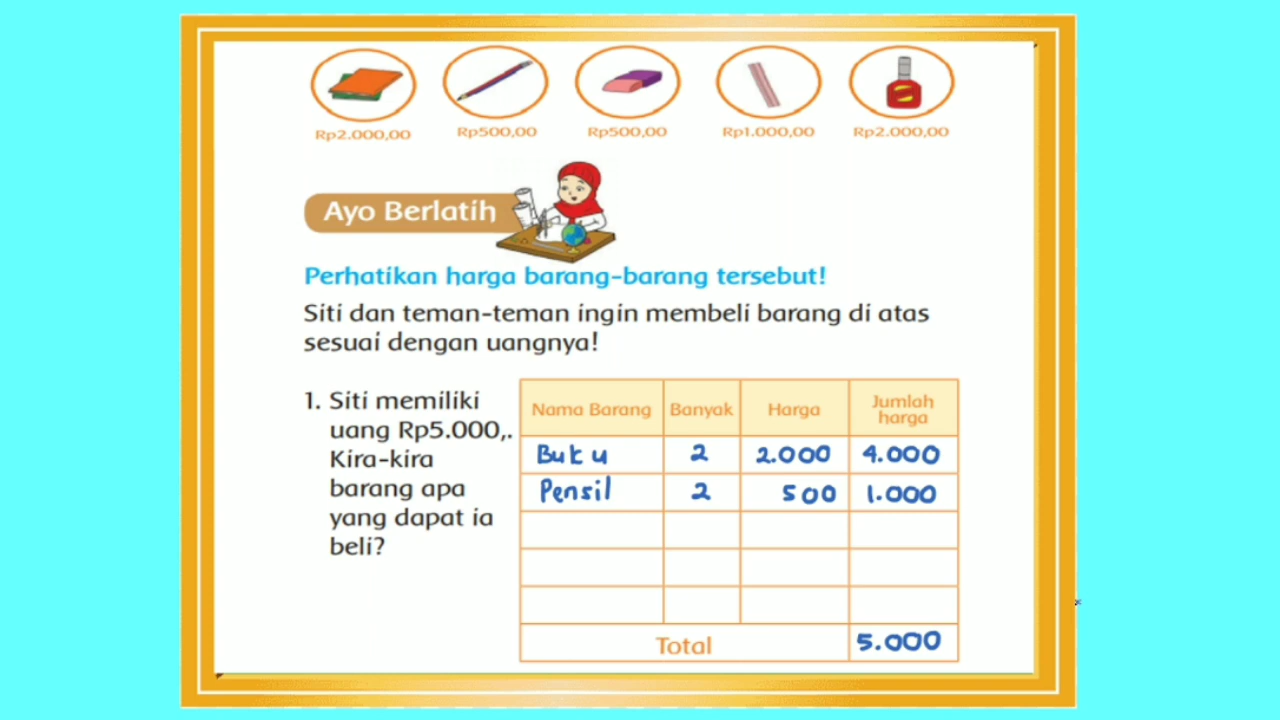 Rp2.000,00 Rp500,00 Rp500,00 Rp1.000,00 Rp2.000,00
Ayo Berlatih
Perhatikan harga barang-barang tersebut!
Siti dan teman-teman ingin membeli barang di atas
sesuai dengan uangnya!
1. Siti memiliki
uang Rp5.000,.
Kira-kira
barang apa
yang dapat ia
beli?
Nama Barang Banyak Harga Jumlah harga
Buku 2 2.000 4.000
Pensil 2 500 1.000
Total 5.000